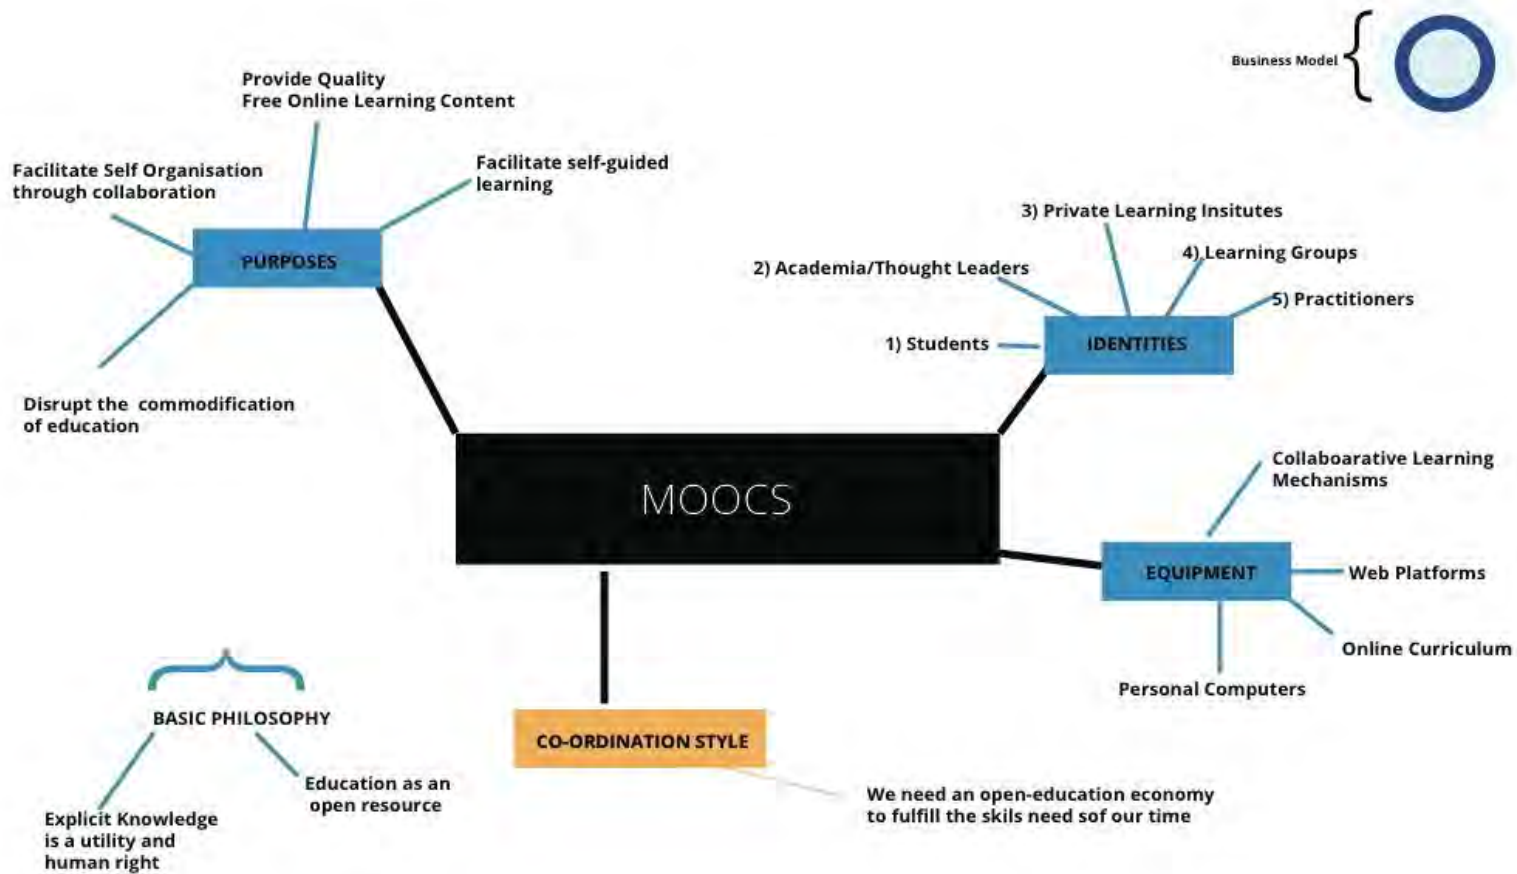 Business Model
Provide Quality
Free Online Learning Content
Facilitate Self Organisation
through collaboration
Facilitate self-guided
learning
PURPOSES
Disrupt the commodification
of education
3) Private Learning Insitutes
4) Learning Groups
2) Academia/Thought Leaders
5) Practitioners
1) Students
IDENTITIES
MOOCS
Collaboarative Learning
Mechanisms
EQUIPMENT
Web Platforms
Online Curriculum
Personal Computers
BASIC PHILOSOPHY
Education as an
open resource
Explicit Knowledge
is a utility and
human right
CO-ORDINATION STYLE
We need an open-education economy
to fulfill the skils need sof our time